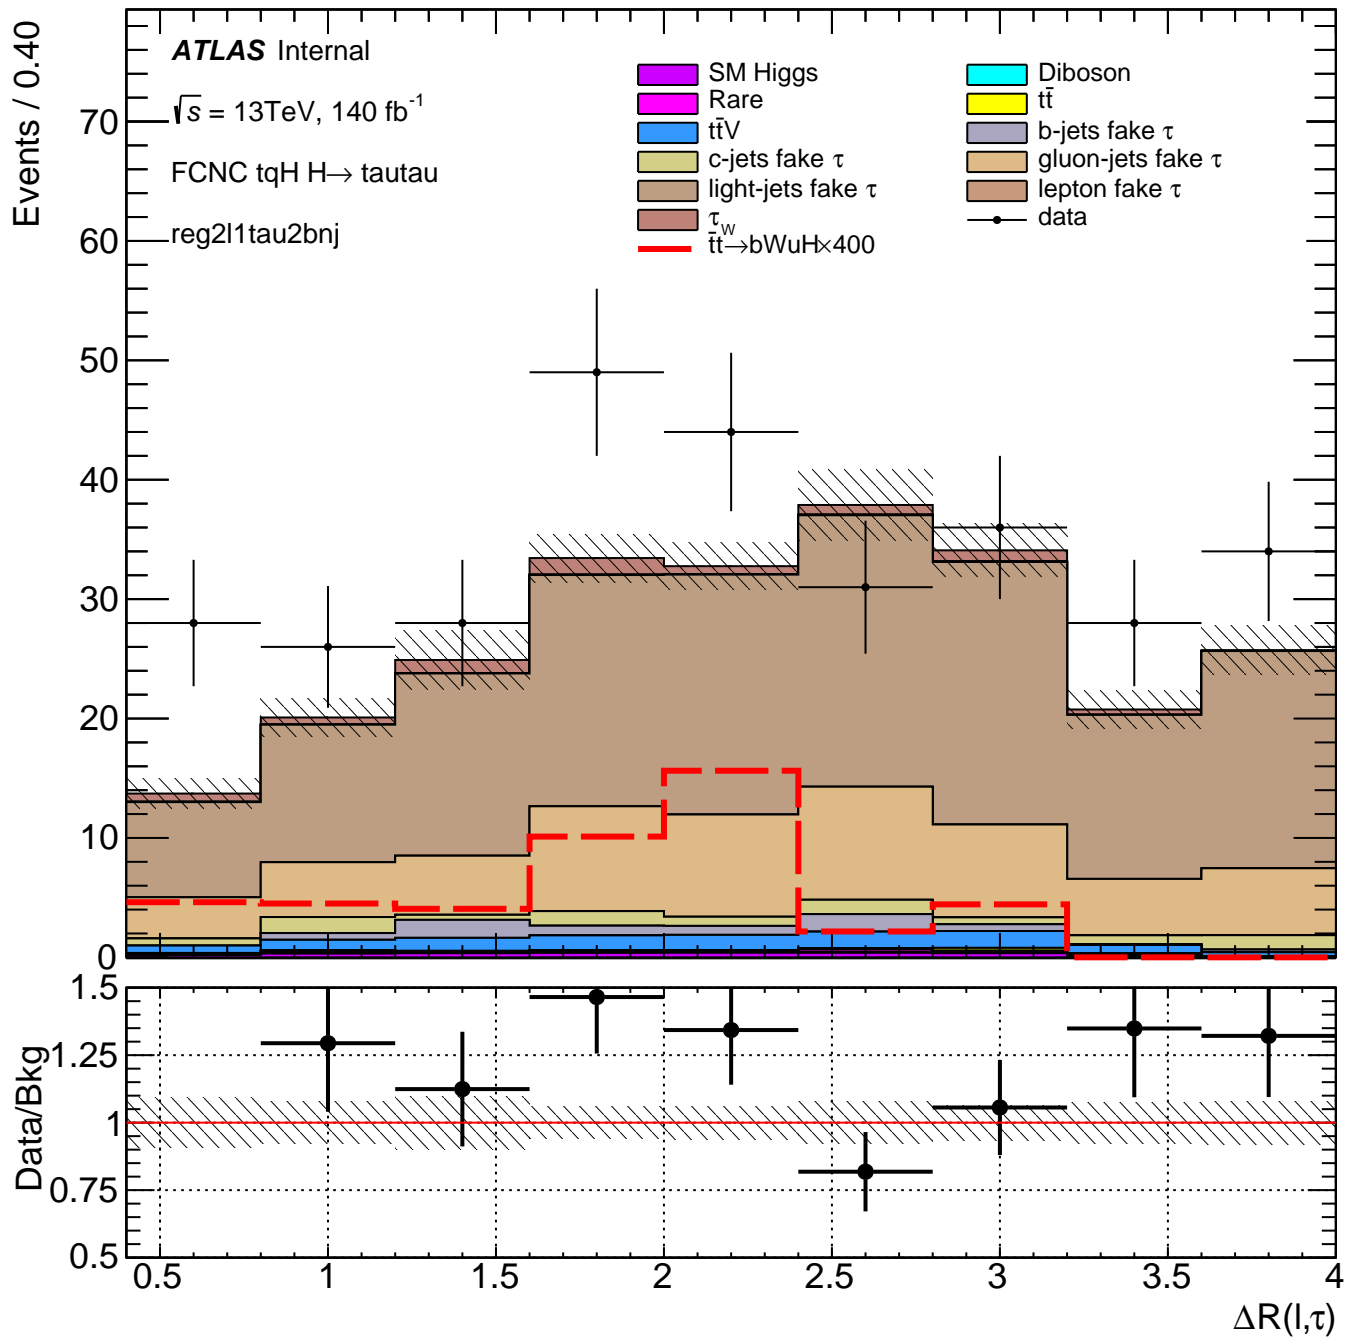 Events / 0.40
ATLAS Internal
√s = 13TeV, 140 fb⁻¹
FCNC tqH H→ tautau
reg2l1tau2bnj
SM Higgs
Rare
tt̄V
c-jets fake τ
light-jets fake τ
τ_W
t̄t→bWuH×400
Diboson
tt̄
b-jets fake τ
gluon-jets fake τ
lepton fake τ
data
70
60
50
40
30
20
10
0
Data/Bkg
1.5
1.25
1
0.75
0.5
0.5 1 1.5 2 2.5 3 3.5 4
ΔR(l,τ)